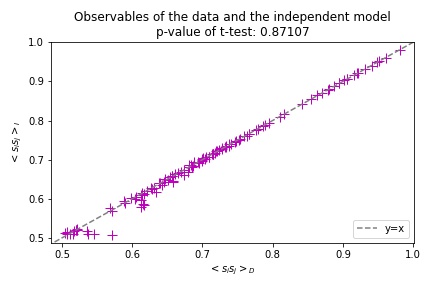 Observables of the data and the independent model
p-value of t-test: 0.87107
1.0
0.9
0.8
0.7
0.6
0.5
< s_i s_j >_I
y=x
0.5 0.6 0.7 0.8 0.9 1.0
< s_i s_j >_D